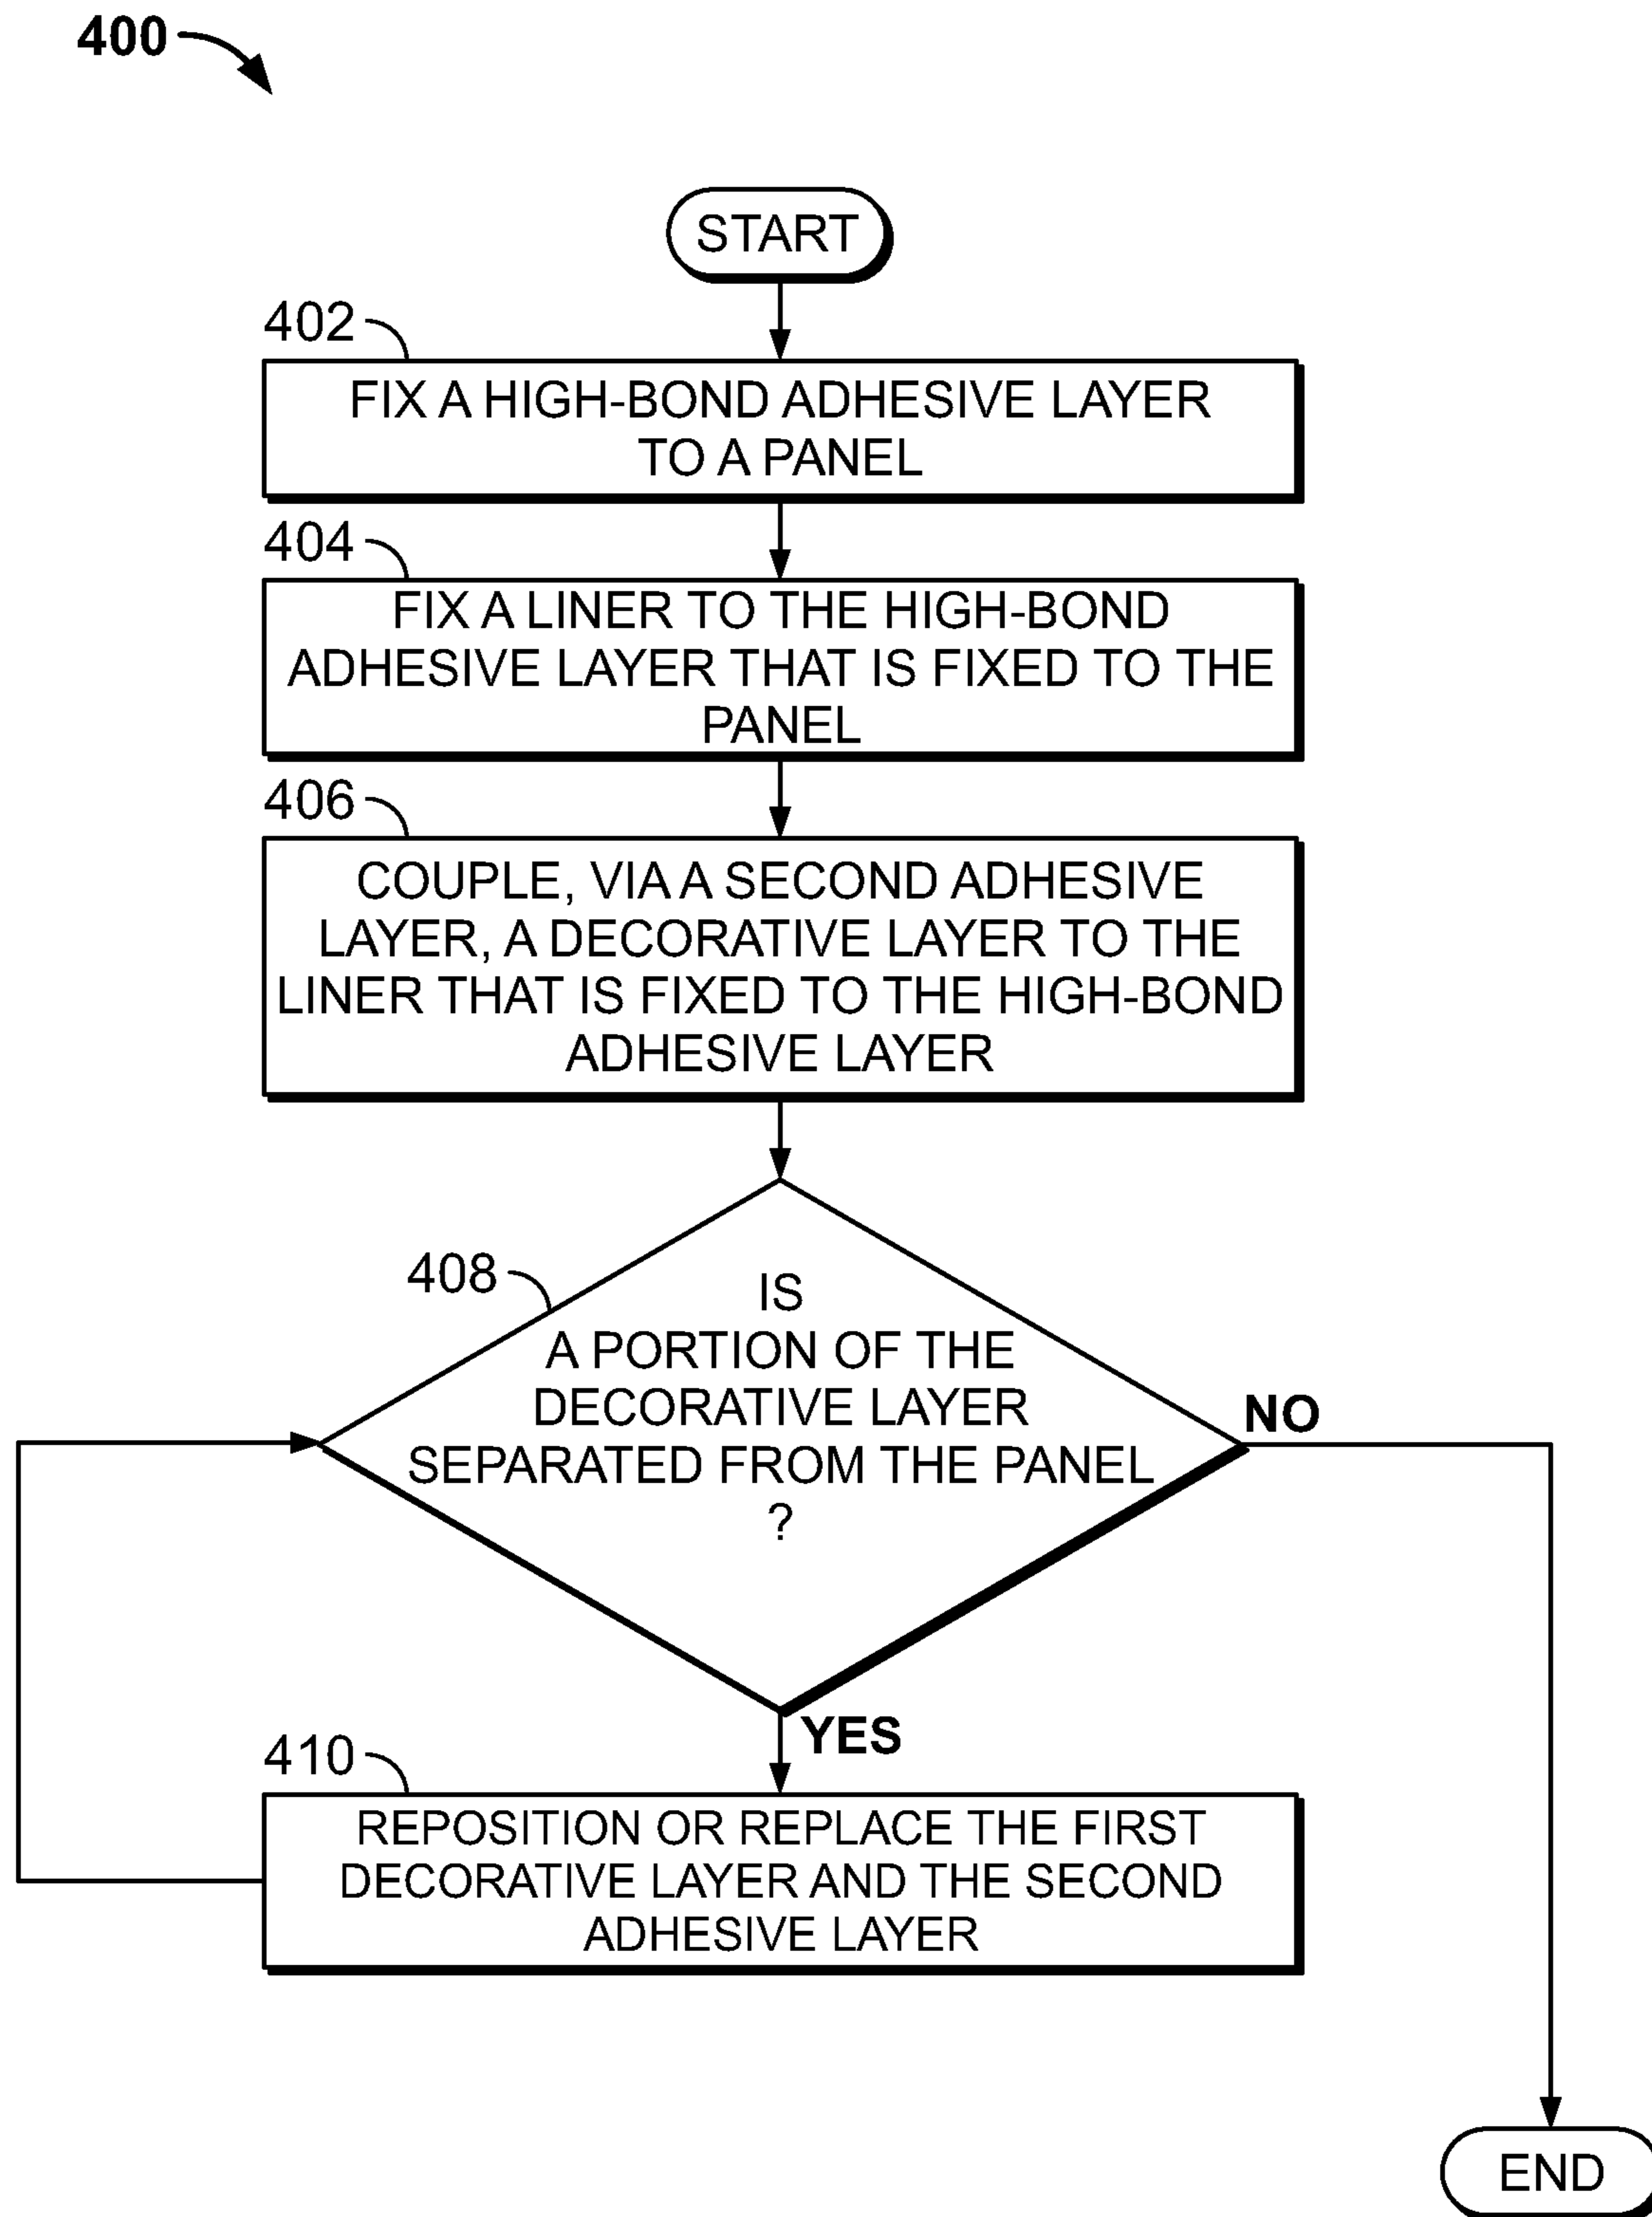 400
START
402
FIX A HIGH-BOND ADHESIVE LAYER
TO A PANEL
404
FIX A LINER TO THE HIGH-BOND
ADHESIVE LAYER THAT IS FIXED TO THE
PANEL
406
COUPLE, VIA A SECOND ADHESIVE
LAYER, A DECORATIVE LAYER TO THE
LINER THAT IS FIXED TO THE HIGH-BOND
ADHESIVE LAYER
408
IS
A PORTION OF THE
DECORATIVE LAYER
SEPARATED FROM THE PANEL
?
NO
YES
410
REPOSITION OR REPLACE THE FIRST
DECORATIVE LAYER AND THE SECOND
ADHESIVE LAYER
END